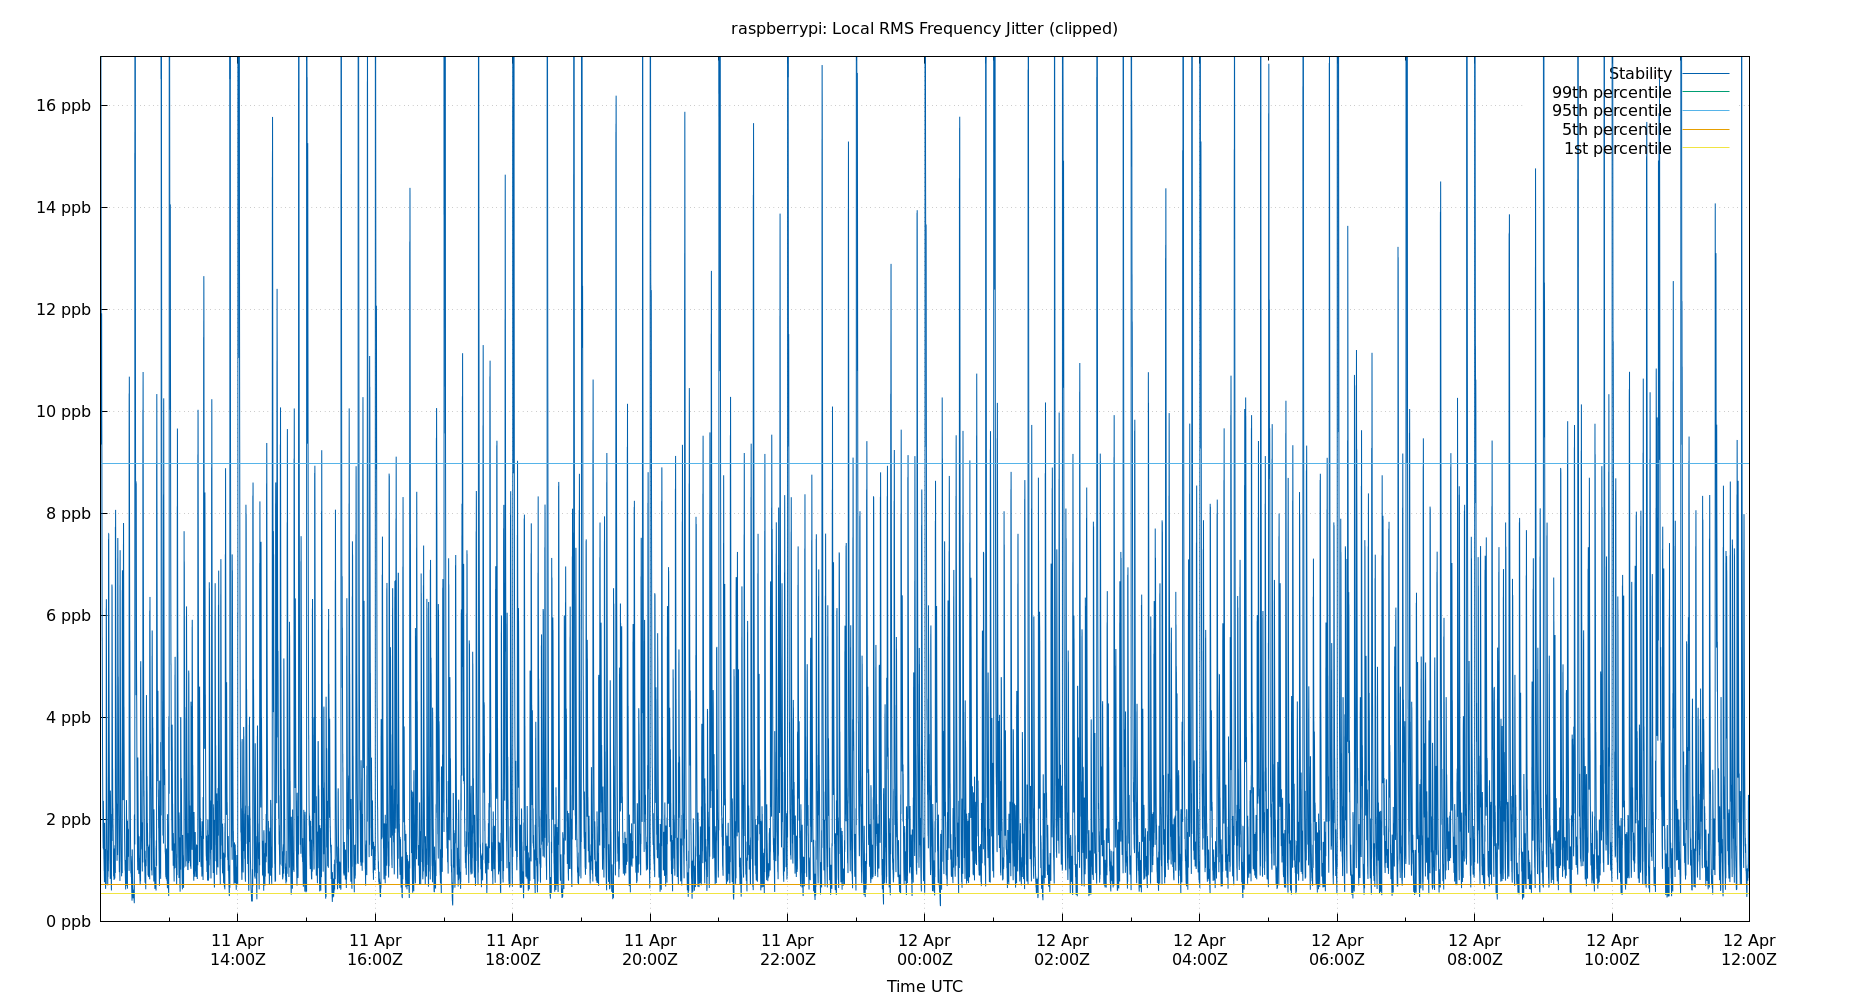 raspberrypi: Local RMS Frequency Jitter (clipped)
Stability
99th percentile
95th percentile
5th percentile
1st percentile
16 ppb
14 ppb
12 ppb
10 ppb
8 ppb
6 ppb
4 ppb
2 ppb
0 ppb
11 Apr 11 Apr 11 Apr 11 Apr 11 Apr 12 Apr 12 Apr 12 Apr 12 Apr 12 Apr 12 Apr 12 Apr
14:00Z 16:00Z 18:00Z 20:00Z 22:00Z 00:00Z 02:00Z 04:00Z 06:00Z 08:00Z 10:00Z 12:00Z
Time UTC